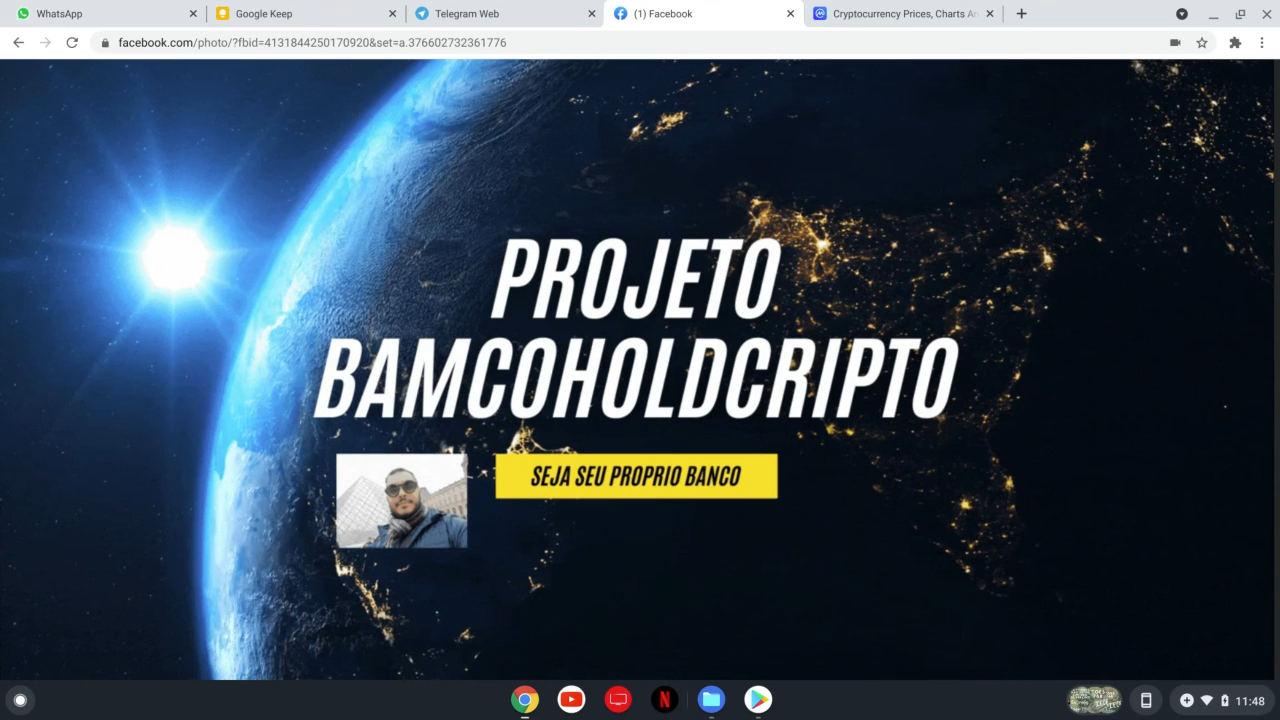 WhatsApp
Google Keep
Telegram Web
(1) Facebook
Cryptocurrency Prices, Charts
facebook.com/photo/?fbid=4131844250170920&set=a.376602732361776
PROJETO
BAMCOHOLDCRIPTO
SEJA SEU PROPRIO BANCO
11:48